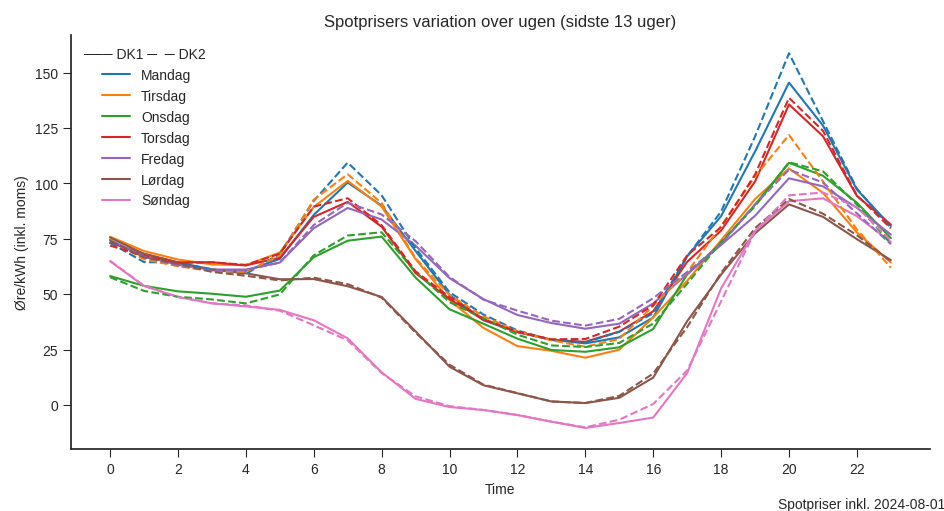 Spotprisers variation over ugen (sidste 13 uger)
DK1 DK2
Mandag
Tirsdag
Onsdag
Torsdag
Fredag
Lørdag
Søndag
Øre/kWh (inkl. moms)
150
125
100
75
50
25
0
0 2 4 6 8 10 12 14 16 18 20 22
Time
Spotpriser inkl. 2024-08-01